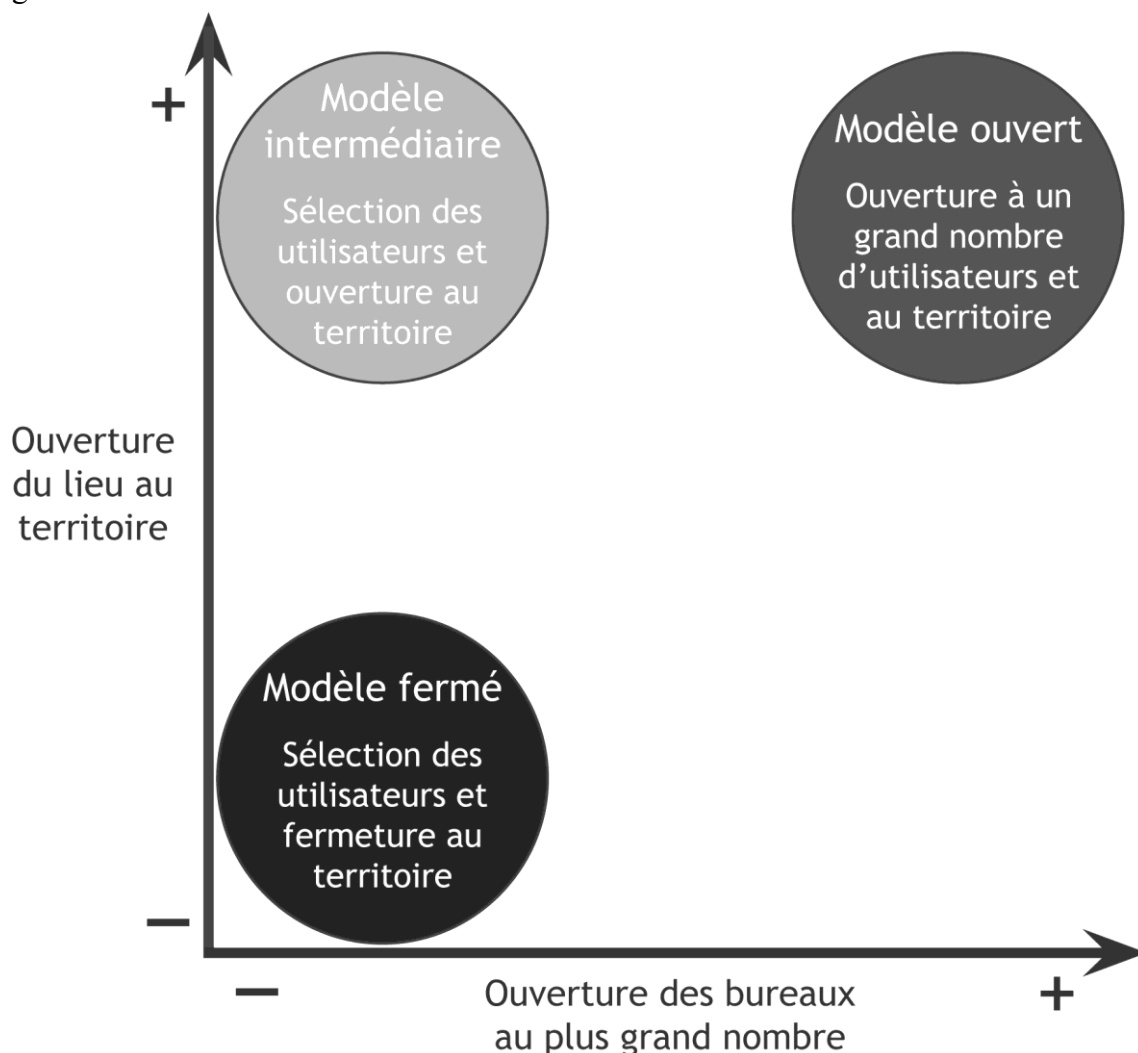 +
Modèle
intermédiaire
Sélection des
utilisateurs et
ouverture au
territoire
Modèle ouvert
Ouverture à un
grand nombre
d’utilisateurs et
au territoire
Ouverture
du lieu au
territoire
Modèle fermé
Sélection des
utilisateurs et
fermeture au
territoire
−
−
Ouverture des bureaux
au plus grand nombre
+